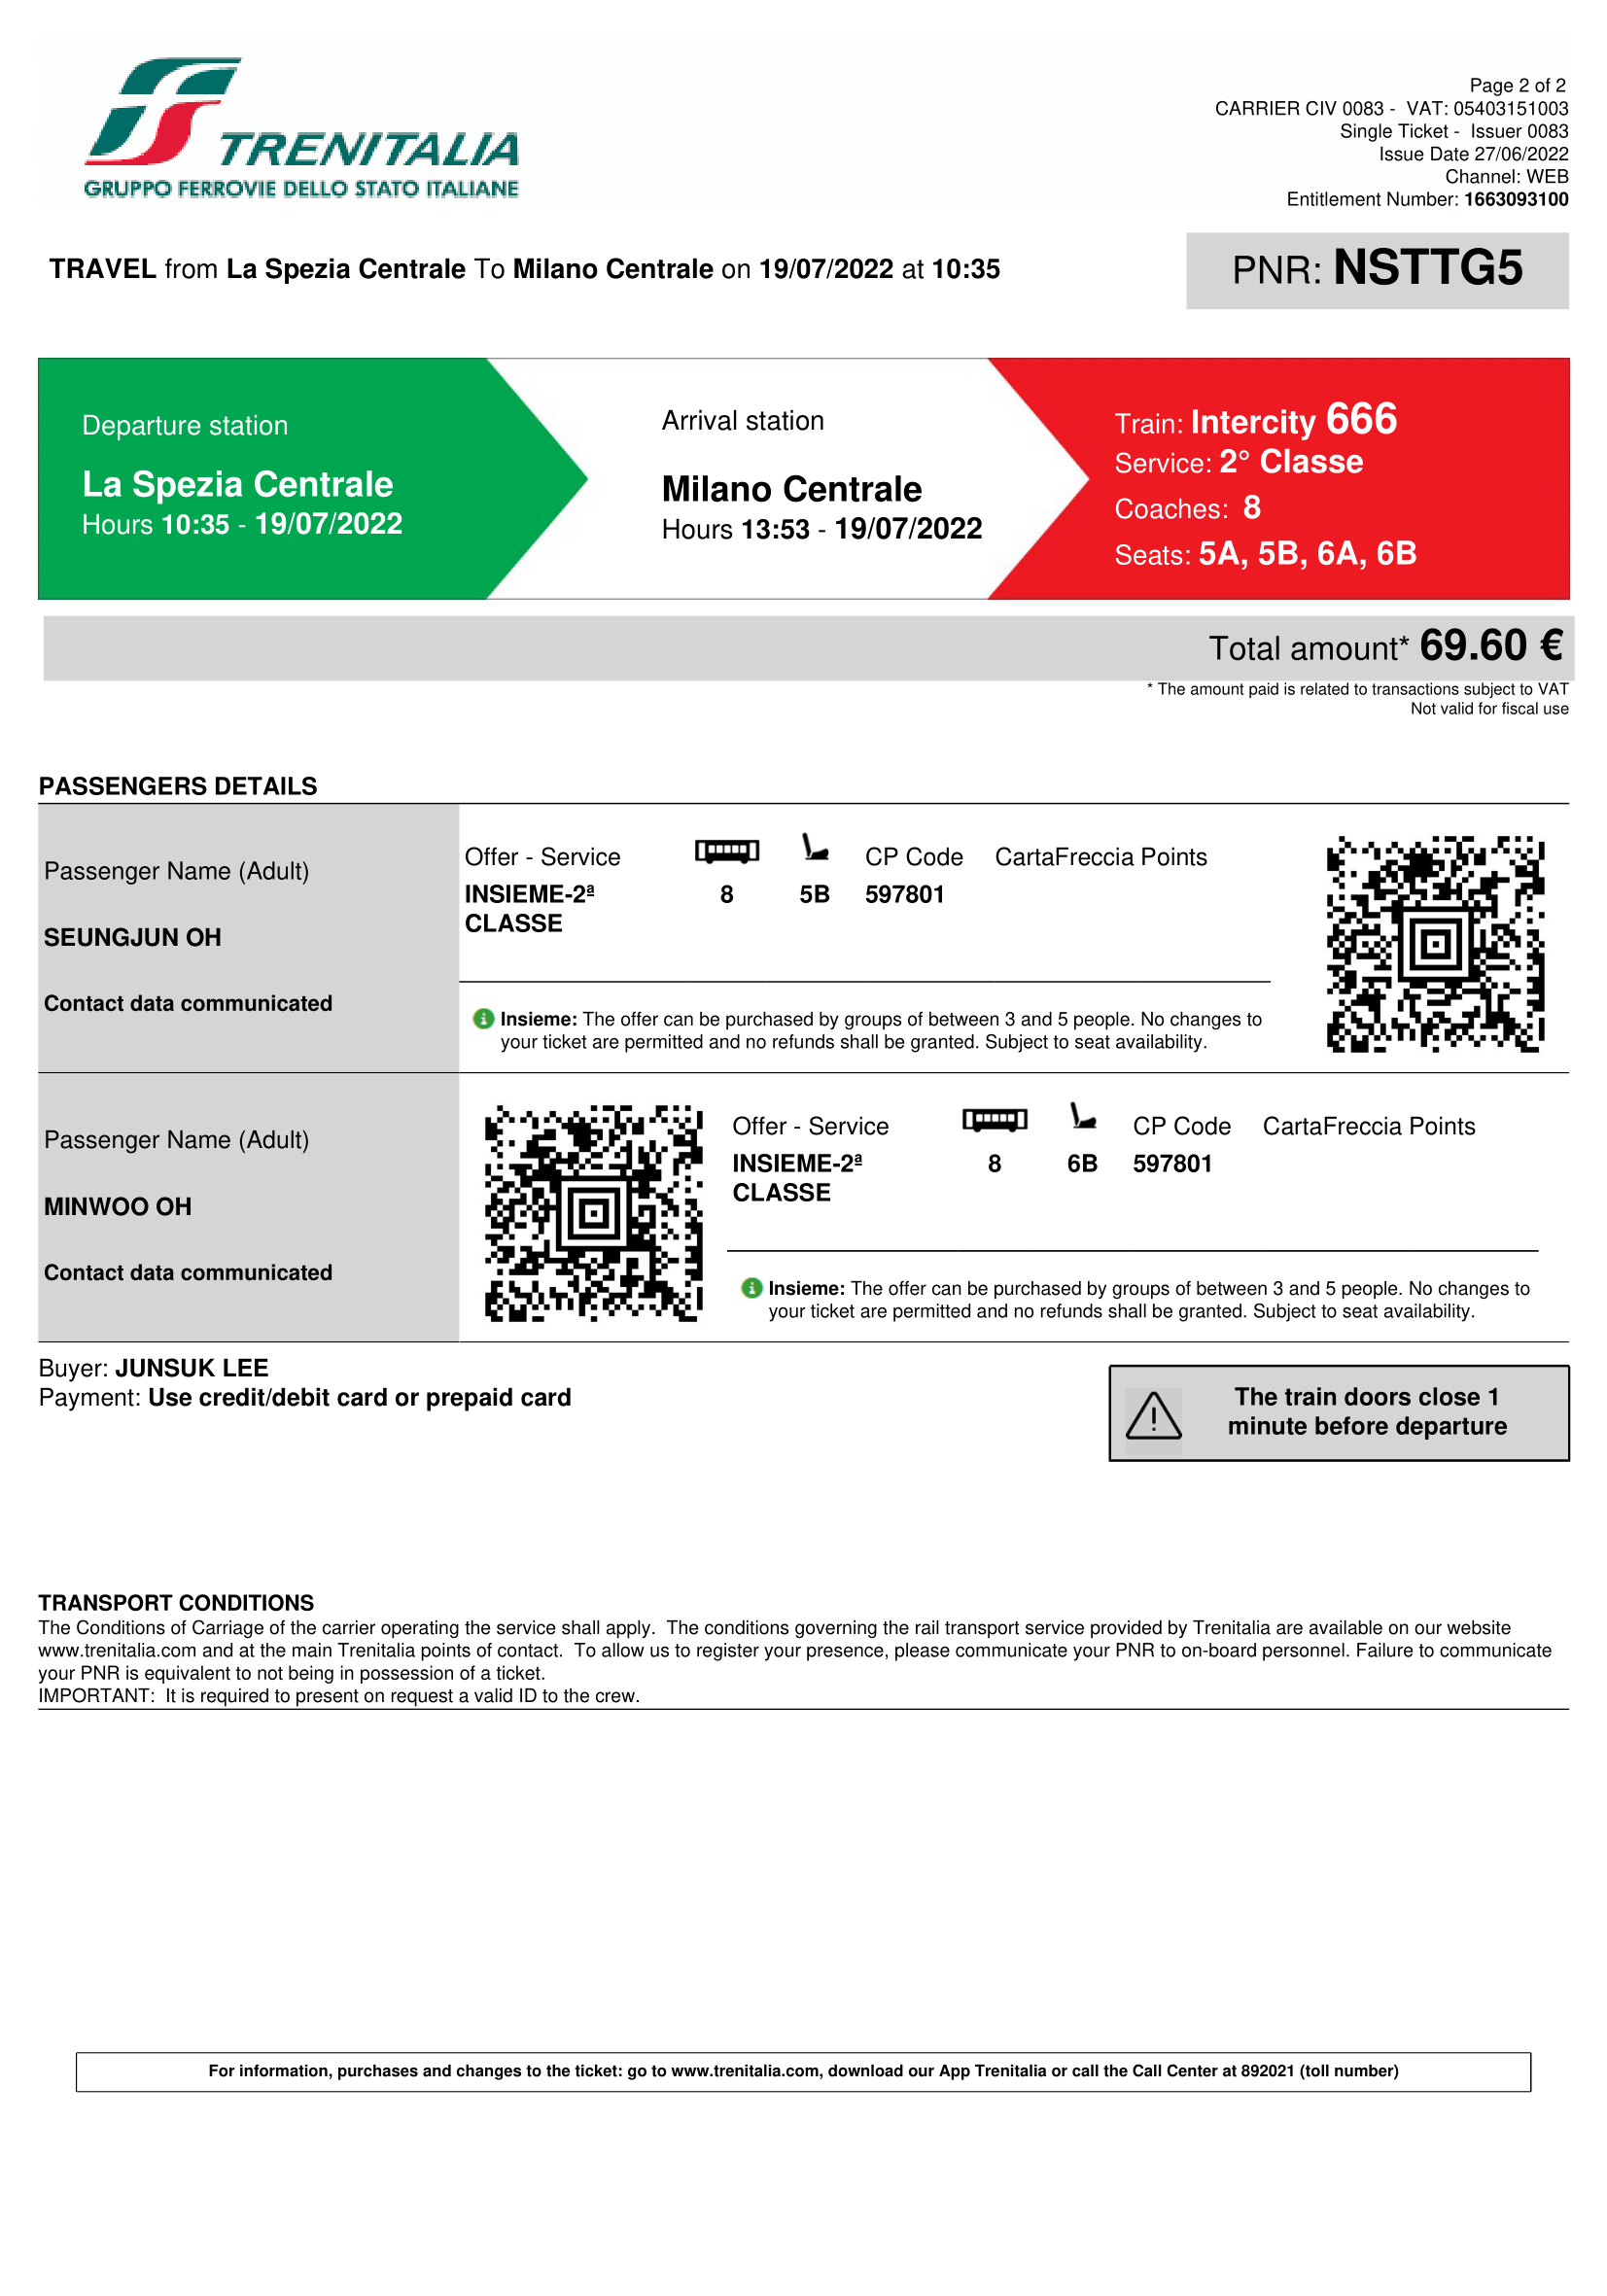 TRENITALIA
GRUPPO FERROVIE DELLO STATO ITALIANE
Page 2 of 2
CARRIER CIV 0083 - VAT: 05403151003
Single Ticket - Issuer 0083
Issue Date 27/06/2022
Channel: WEB
Entitlement Number: 1663093100
TRAVEL from La Spezia Centrale To Milano Centrale on 19/07/2022 at 10:35
PNR: NSTTG5
Departure station
La Spezia Centrale
Hours 10:35 - 19/07/2022
Arrival station
Milano Centrale
Hours 13:53 - 19/07/2022
Train: Intercity 666
Service: 2° Classe
Coaches: 8
Seats: 5A, 5B, 6A, 6B
Total amount* 69.60 €
* The amount paid is related to transactions subject to VAT
Not valid for fiscal use
PASSENGERS DETAILS
Passenger Name (Adult)
SEUNGJUN OH
Contact data communicated
Offer - Service CP Code CartaFreccia Points
INSIEME-2ª 8 5B 597801
CLASSE
Insieme: The offer can be purchased by groups of between 3 and 5 people. No changes to
your ticket are permitted and no refunds shall be granted. Subject to seat availability.
Passenger Name (Adult)
MINWOO OH
Contact data communicated
Offer - Service CP Code CartaFreccia Points
INSIEME-2ª 8 6B 597801
CLASSE
Insieme: The offer can be purchased by groups of between 3 and 5 people. No changes to
your ticket are permitted and no refunds shall be granted. Subject to seat availability.
Buyer: JUNSUK LEE
Payment: Use credit/debit card or prepaid card
The train doors close 1
minute before departure
TRANSPORT CONDITIONS
The Conditions of Carriage of the carrier operating the service shall apply. The conditions governing the rail transport service provided by Trenitalia are available on our website
www.trenitalia.com and at the main Trenitalia points of contact. To allow us to register your presence, please communicate your PNR to on-board personnel. Failure to communicate
your PNR is equivalent to not being in possession of a ticket.
IMPORTANT: It is required to present on request a valid ID to the crew.
For information, purchases and changes to the ticket: go to www.trenitalia.com, download our App Trenitalia or call the Call Center at 892021 (toll number)